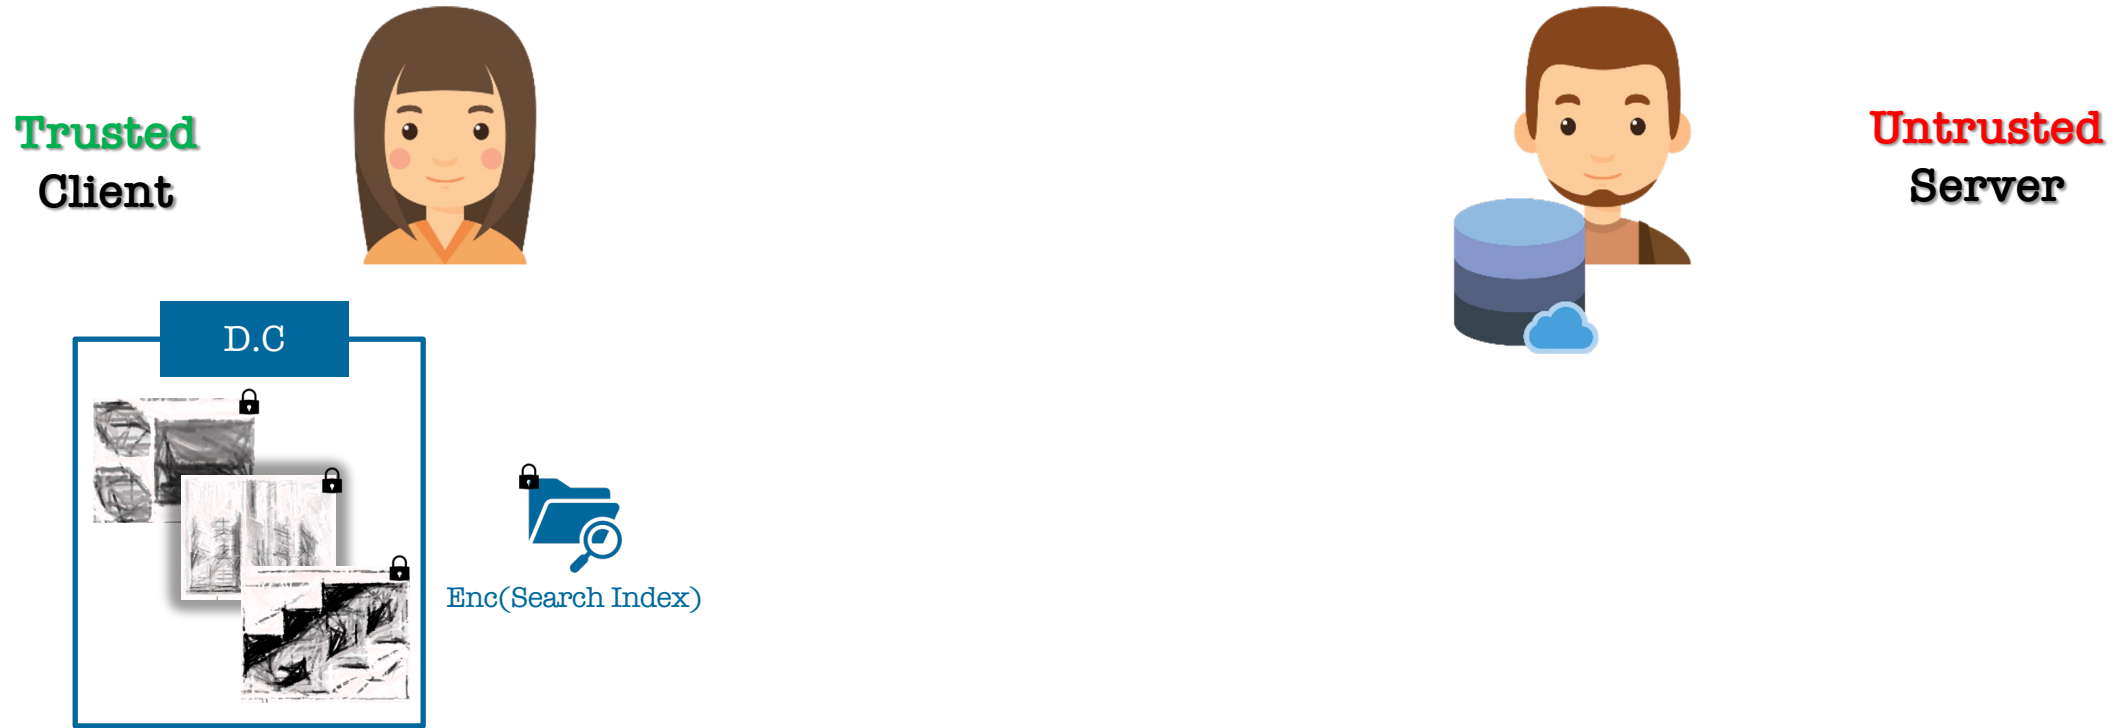 Trusted
Client
Untrusted
Server
D.C
Enc(Search Index)